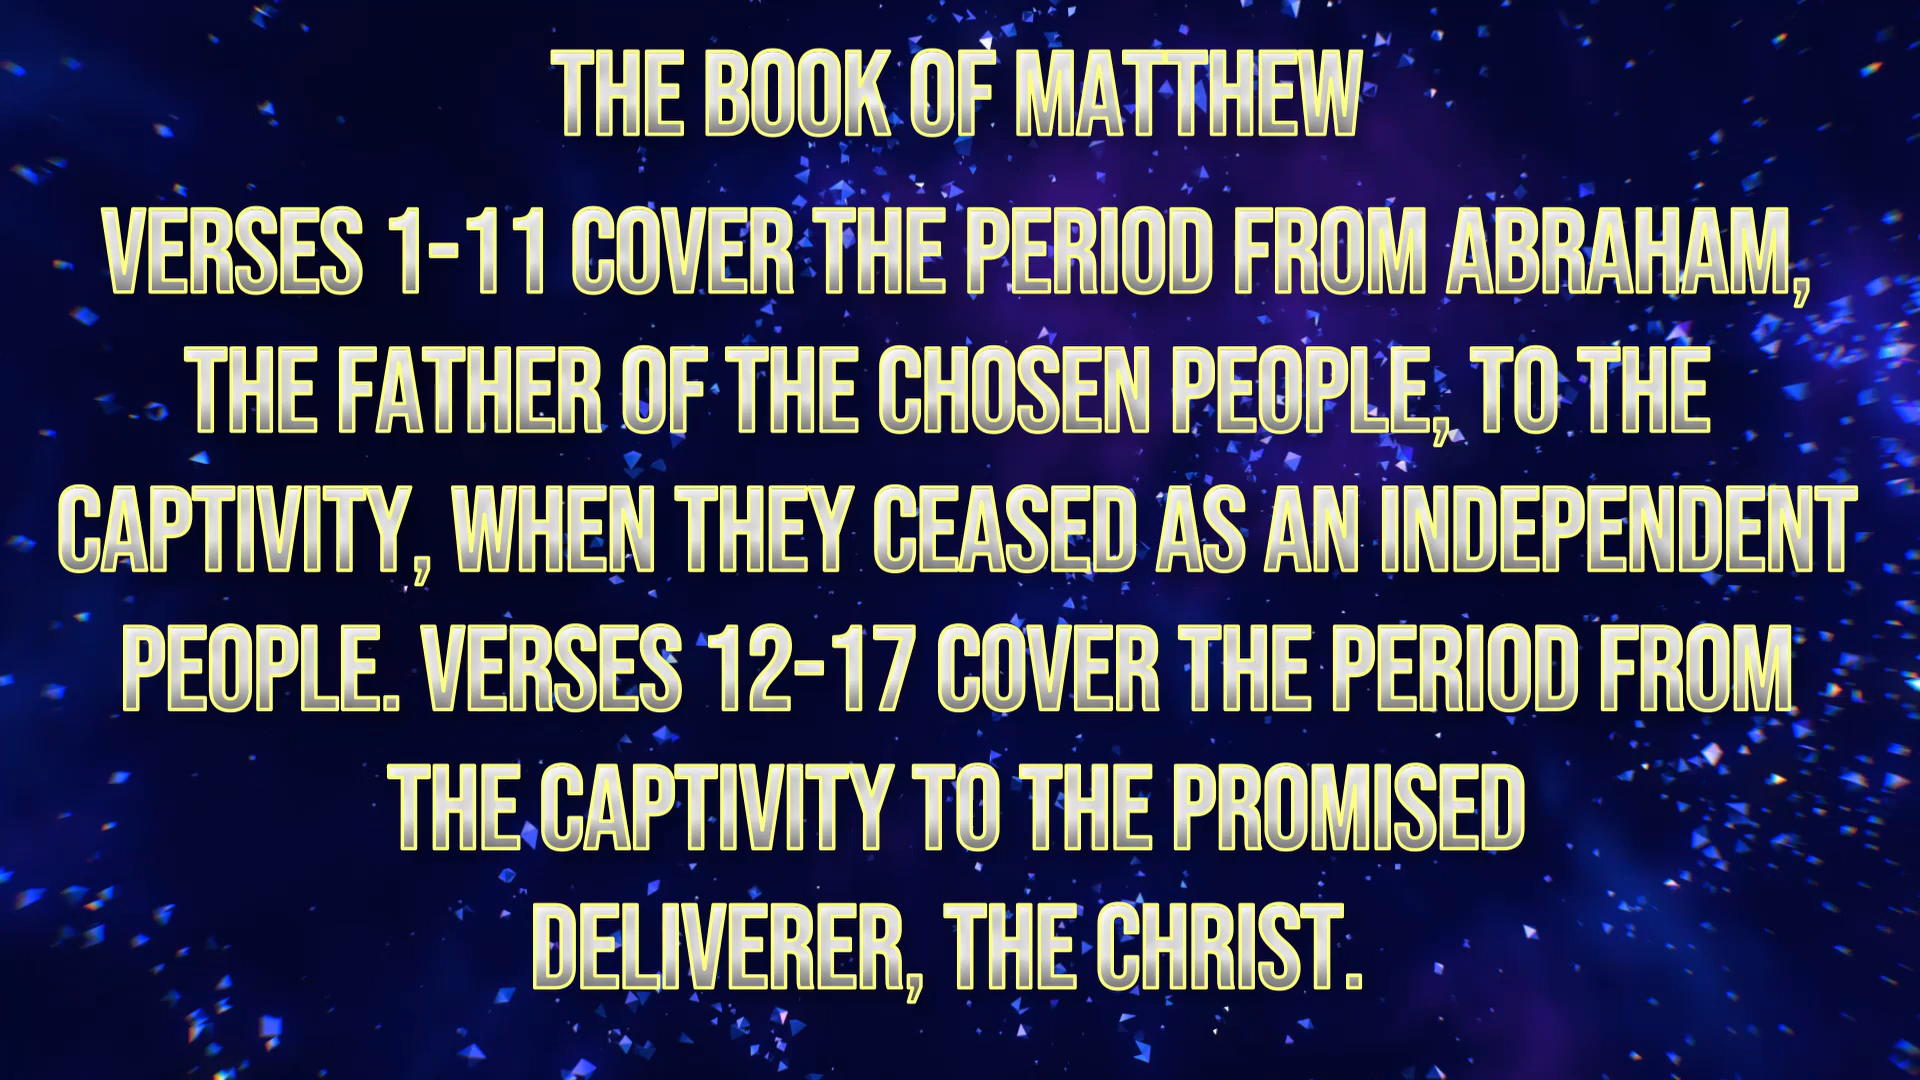 THE BOOK OF MATTHEW
VERSES 1-11 COVER THE PERIOD FROM ABRAHAM,
THE FATHER OF THE CHOSEN PEOPLE, TO THE
CAPTIVITY, WHEN THEY CEASED AS AN INDEPENDENT
PEOPLE. VERSES 12-17 COVER THE PERIOD FROM
THE CAPTIVITY TO THE PROMISED
DELIVERER, THE CHRIST.